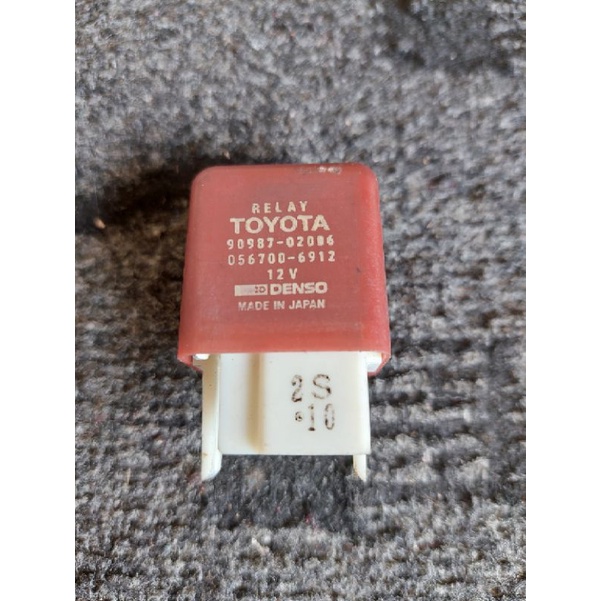 RELAY
TOYOTA
90987-02006
056700-6912
12V
DENSO
MADE IN JAPAN
2S
10